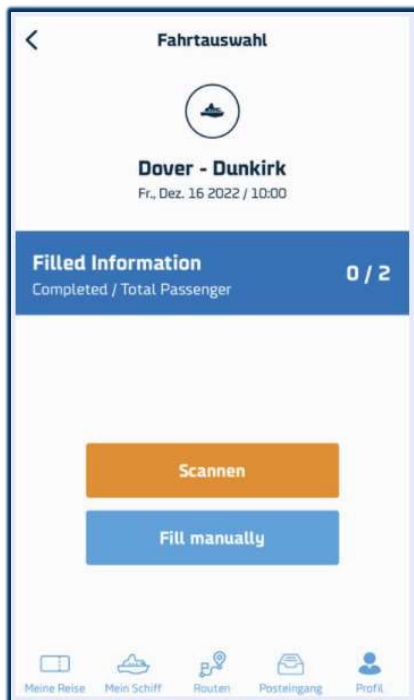 Fahrtauswahl
Dover - Dunkirk
Fr., Dez. 16 2022 / 10:00
Filled Information
0 / 2
Completed / Total Passenger
Scannen
Fill manually
Meine Reise
Mein Schiff
Routen
Posteingang
Profil